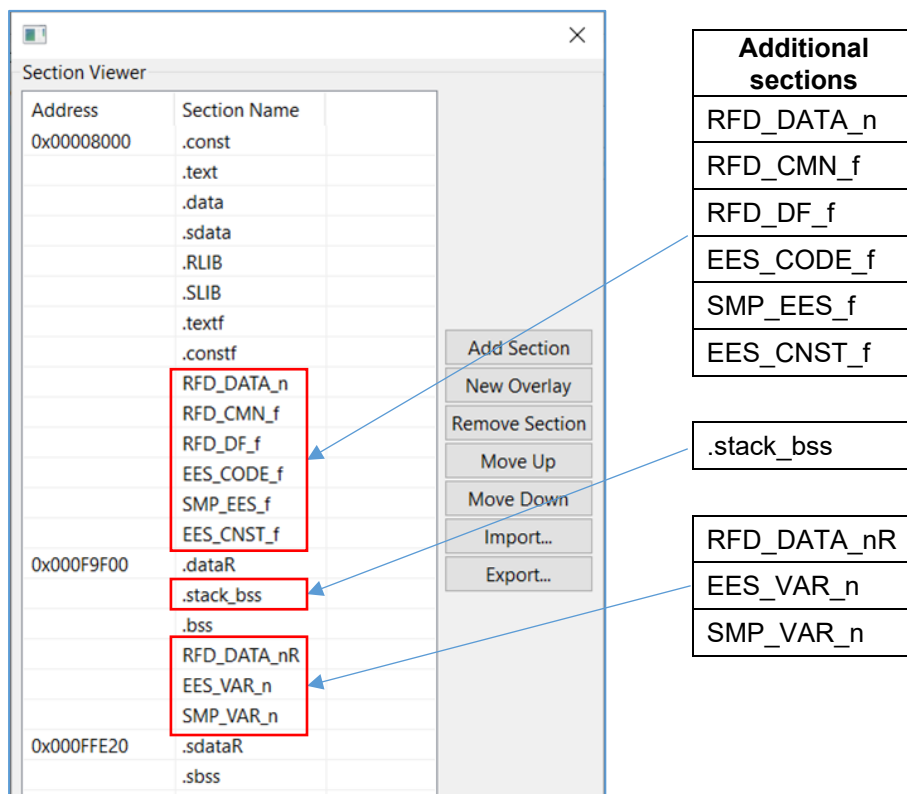 Section Viewer
Address Section Name
0x00008000 .const
.text
.data
.sdata
.RLIB
.SLIB
.textf
.constf
RFD_DATA_n
RFD_CMN_f
RFD_DF_f
EES_CODE_f
SMP_EES_f
EES_CNST_f
0x000F9F00 .dataR
.stack_bss
.bss
RFD_DATA_nR
EES_VAR_n
SMP_VAR_n
0x000FFE20 .sdataR
.sbss
Add Section
New Overlay
Remove Section
Move Up
Move Down
Import...
Export...
Additional
sections
RFD_DATA_n
RFD_CMN_f
RFD_DF_f
EES_CODE_f
SMP_EES_f
EES_CNST_f
.stack_bss
RFD_DATA_nR
EES_VAR_n
SMP_VAR_n